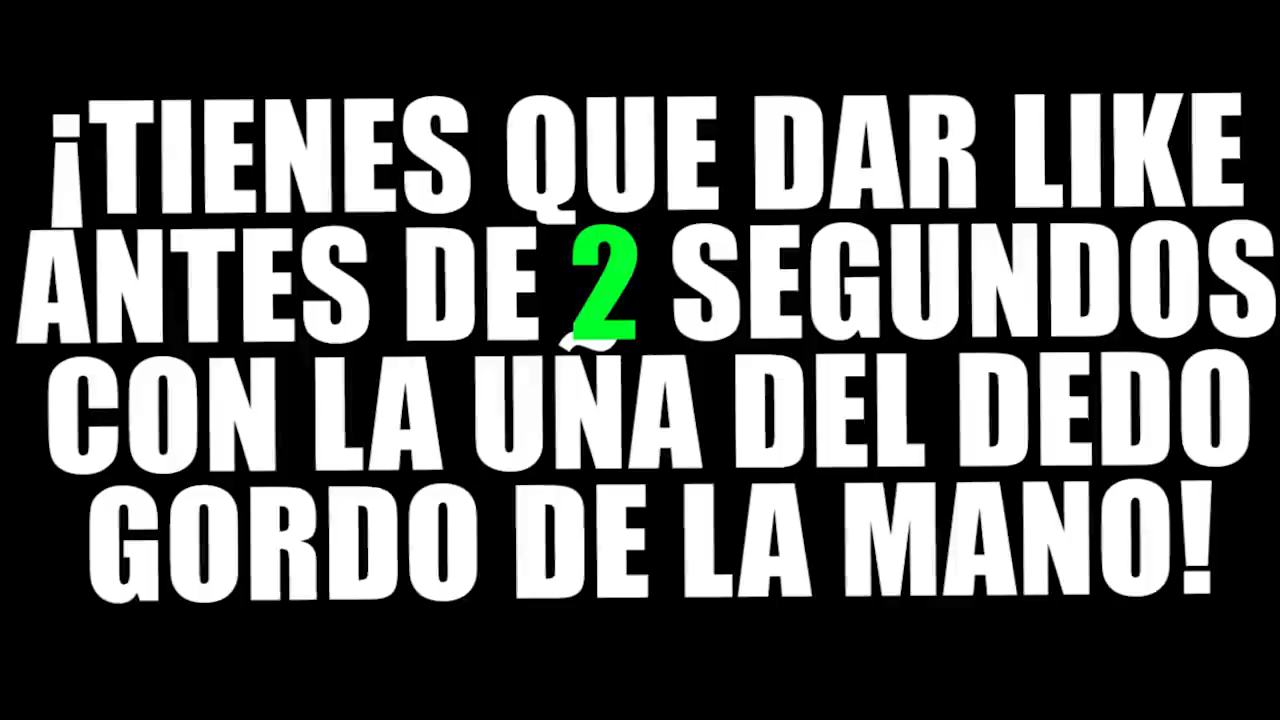 ¡TIENES QUE DAR LIKE
ANTES DE 2 SEGUNDOS
CON LA UÑA DEL DEDO
GORDO DE LA MANO!